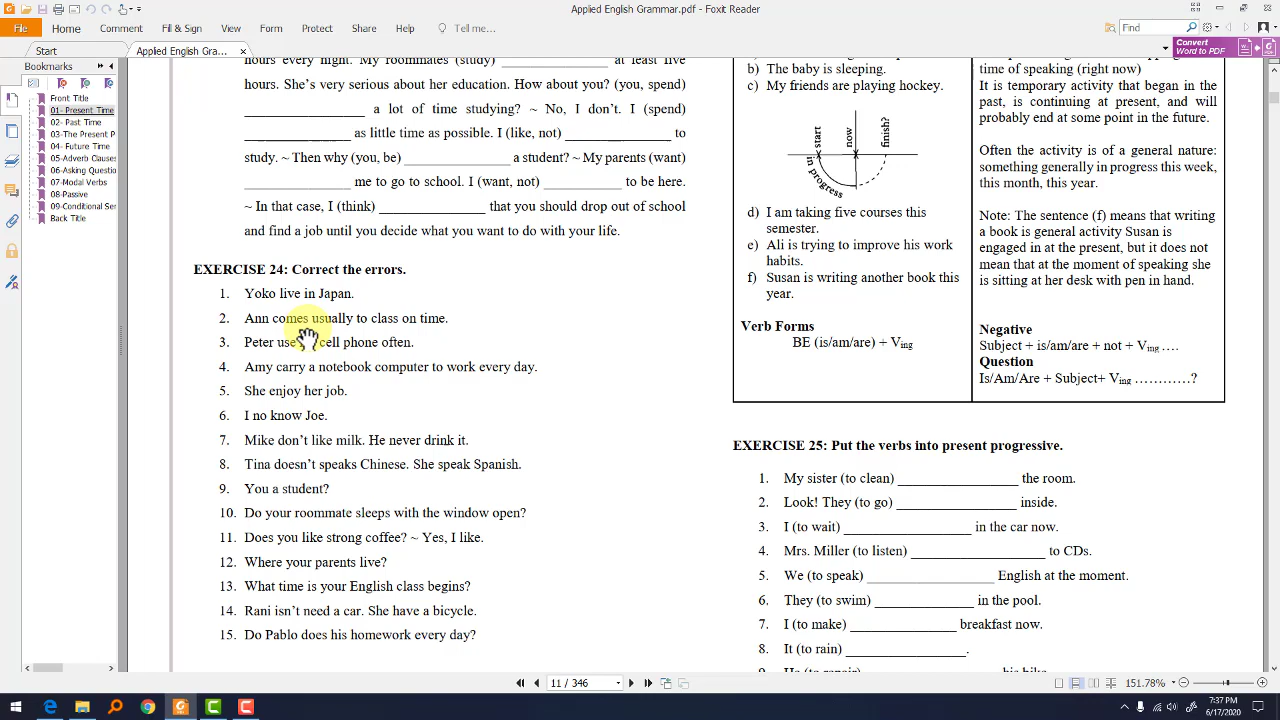 Applied English Grammar.pdf - Foxit Reader
File
Home
Comment
Fill & Sign
View
Form
Protect
Share
Help
Tell me...
Find
Start
Applied English Gra...
Convert
Word to PDF
Bookmarks
Front Title
01- Present Time
02- Past Time
03-The Present P
04- Future Time
05-Adverb Clauses
06-Asking Questio
07-Modal Verbs
08-Passive
09-Conditional Se
Back Title
hours every night. My roommates (study) _______________ at least five
hours. She's very serious about her education. How about you? (you, spend)
_________________ a lot of time studying? ~ No, I don't. I (spend)
_______________ as little time as possible. I (like, not) _______________ to
study. ~ Then why (you, be) _______________ a student? ~ My parents (want)
_______________ me to go to school. I (want, not) ___________ to be here.
~ In that case, I (think) _______________ that you should drop out of school
and find a job until you decide what you want to do with your life.
EXERCISE 24: Correct the errors.
1. Yoko live in Japan.
2. Ann comes usually to class on time.
3. Peter use cell phone often.
4. Amy carry a notebook computer to work every day.
5. She enjoy her job.
6. I no know Joe.
7. Mike don't like milk. He never drink it.
8. Tina doesn't speaks Chinese. She speak Spanish.
9. You a student?
10. Do your roommate sleeps with the window open?
11. Does you like strong coffee? ~ Yes, I like.
12. Where your parents live?
13. What time is your English class begins?
14. Rani isn't need a car. She have a bicycle.
15. Do Pablo does his homework every day?
b) The baby is sleeping.
c) My friends are playing hockey.
start
now
finish?
in progress
d) I am taking five courses this
semester.
e) Ali is trying to improve his work
habits.
f) Susan is writing another book this
year.
Verb Forms
BE (is/am/are) + Ving
time of speaking (right now)
It is temporary activity that began in the
past, is continuing at present, and will
probably end at some point in the future.
Often the activity is of a general nature:
something generally in progress this week,
this month, this year.
Note: The sentence (f) means that writing
a book is general activity Susan is
engaged in at the present, but it does not
mean that at the moment of speaking she
is sitting at her desk with pen in hand.
Negative
Subject + is/am/are + not + Ving ....
Question
Is/Am/Are + Subject+ Ving ............?
EXERCISE 25: Put the verbs into present progressive.
1. My sister (to clean) _________________ the room.
2. Look! They (to go) _________________ inside.
3. I (to wait) __________________ in the car now.
4. Mrs. Miller (to listen) ___________________ to CDs.
5. We (to speak) __________________ English at the moment.
6. They (to swim) ______________ in the pool.
7. I (to make) _______________ breakfast now.
8. It (to rain) _________________.
11 / 346
151.78%
7:37 PM
6/17/2020